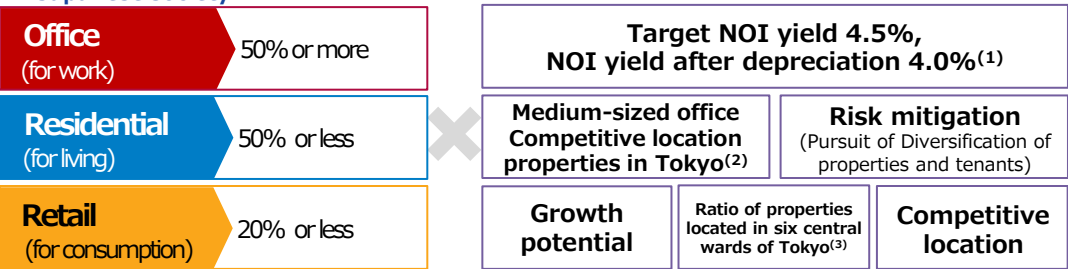 Office
(for work)
50% or more
Residential
(for living)
50% or less
Retail
(for consumption)
20% or less
Target NOI yield 4.5%,
NOI yield after depreciation 4.0%(1)
Medium-sized office
Competitive location
properties in Tokyo(2)
Risk mitigation
(Pursuit of Diversification of
properties and tenants)
Growth
potential
Ratio of properties
located in six central
wards of Tokyo(3)
Competitive
location